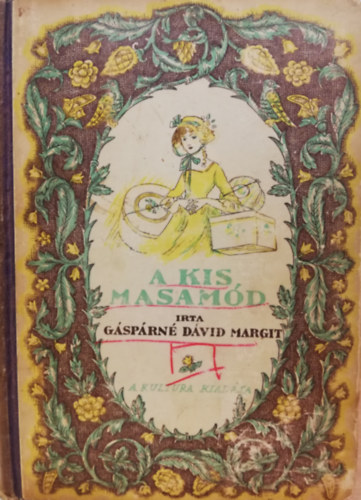 A KIS
MASAMÓD
IRTA
GÁSPÁRNÉ DÁVID MARGIT
A KULTURA KIADÁSA